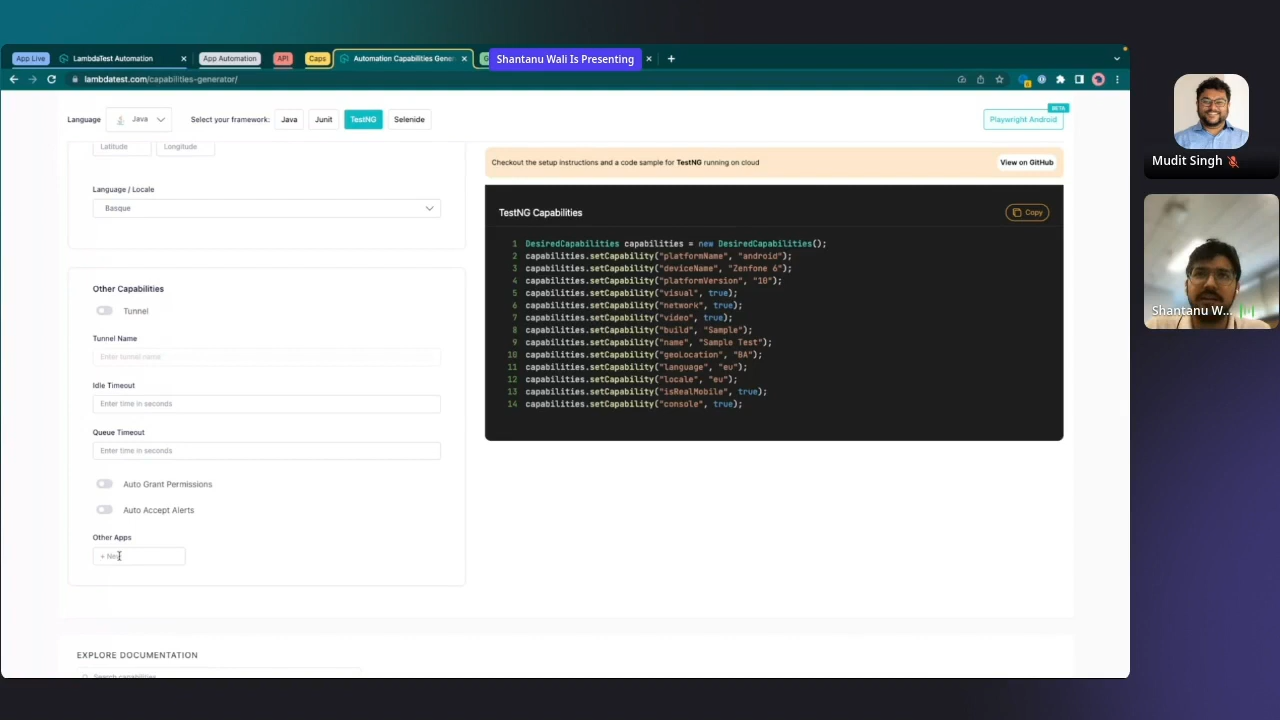 App Live
LambdaTest Automation
App Automation
API
Caps
Automation Capabilities Gene
Shantanu Wali Is Presenting
lambdatest.com/capabilities-generator/
Language
Java
Select your framework:
Java
Junit
TestNG
Selenide
BETA
Playwright Android
Latitude
Longitude
Language / Locale
Basque
Checkout the setup instructions and a code sample for TestNG running on cloud
View on GitHub
TestNG Capabilities
Copy
1 DesiredCapabilities capabilities = new DesiredCapabilities();
2 capabilities.setCapability("platformName", "android");
3 capabilities.setCapability("deviceName", "Zenfone 6");
4 capabilities.setCapability("platformVersion", "10");
5 capabilities.setCapability("visual", true);
6 capabilities.setCapability("network", true);
7 capabilities.setCapability("video", true);
8 capabilities.setCapability("build", "Sample");
9 capabilities.setCapability("name", "Sample Test");
10 capabilities.setCapability("geoLocation", "BA");
11 capabilities.setCapability("language", "eu");
12 capabilities.setCapability("locale", "eu");
13 capabilities.setCapability("isRealMobile", true);
14 capabilities.setCapability("console", true);
Other Capabilities
Tunnel
Tunnel Name
Enter tunnel name
Idle Timeout
Enter time in seconds
Queue Timeout
Enter time in seconds
Auto Grant Permissions
Auto Accept Alerts
Other Apps
+ New
EXPLORE DOCUMENTATION
Search capabilities
Mudit Singh
Shantanu W...